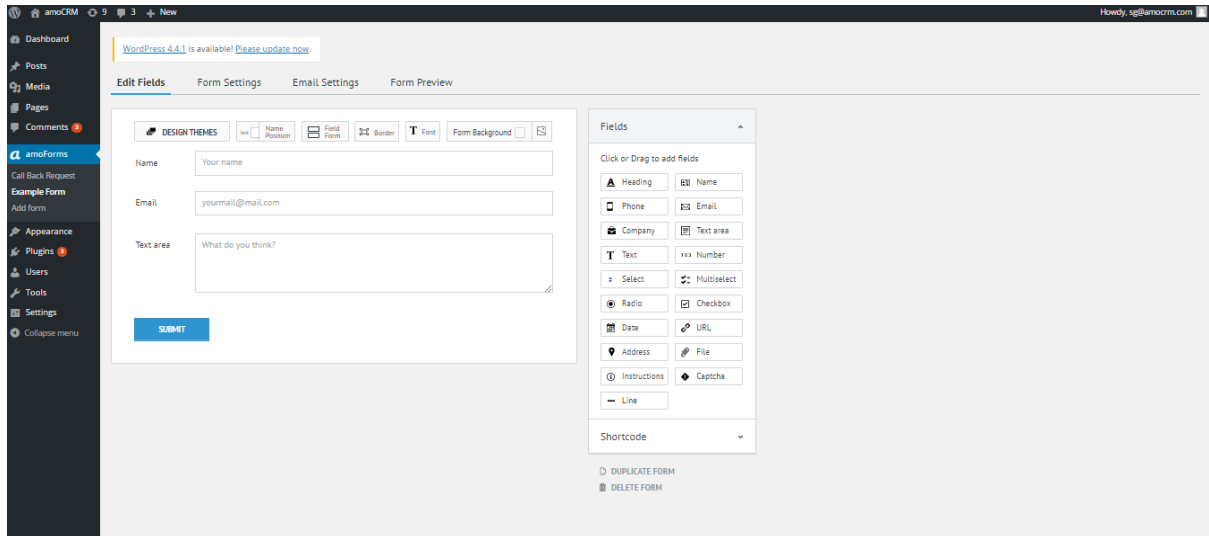 amoCRM 9 3 + New Howdy, sg@amocrm.com
Dashboard
Posts
Media
Pages
Comments 3
amoForms
Call Back Request
Example Form
Add form
Appearance
Plugins 3
Users
Tools
Settings
Collapse menu
WordPress 4.4.1 is available! Please update now.
Edit Fields Form Settings Email Settings Form Preview
DESIGN THEMES text Name Position Field Form Border T Font Form Background
Name Your name
Email yourmail@mail.com
Text area What do you think?
SUBMIT
Fields
Click or Drag to add fields
A Heading Name
Phone Email
Company Text area
T Text 123 Number
Select Multiselect
Radio Checkbox
Date URL
Address File
Instructions Captcha
Line
Shortcode
DUPLICATE FORM
DELETE FORM